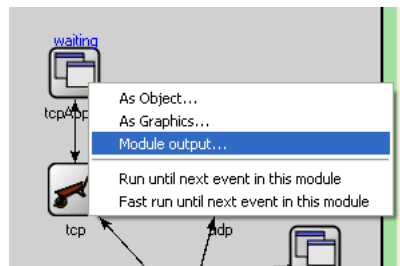 waiting
tcpApp
As Object...
As Graphics...
Module output...
Run until next event in this module
Fast run until next event in this module
tcp